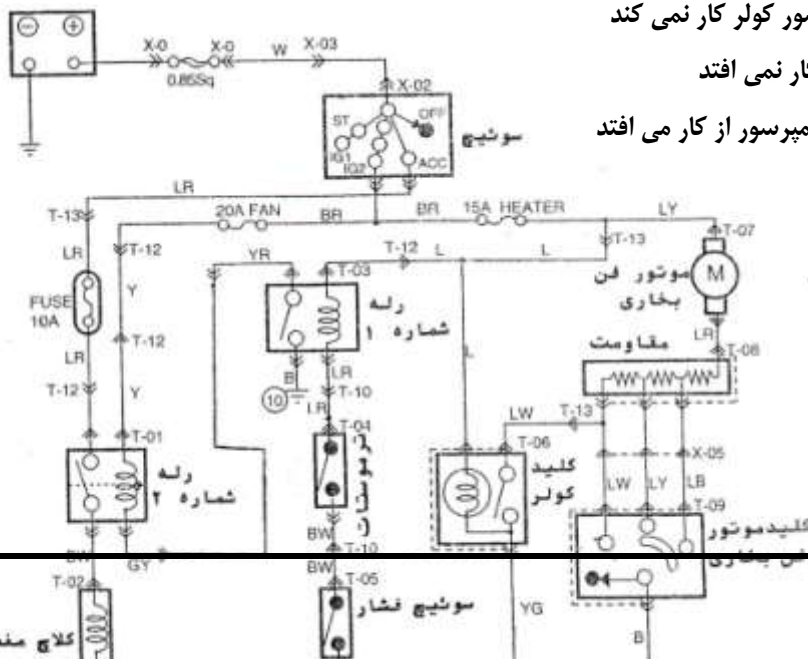 مور کولر کار نمی کند
کار نمی افتد
مپرسور از کار می افتد
X-0
X-0
W
X-03
0.85Sq
X-02
ST
OFF
IG1
IG2
ACC
سوئیچ
LR
T-13
20A FAN
BR
BR
15A HEATER
LY
T-07
LR
T-12
YR
T-12
L
L
T-13
T-03
Y
M
موتور فن
بخاری
FUSE
10A
رله
شماره ۱
T-12
LR
T-08
LR
B
LR
مقاومت
T-12
Y
10
T-10
L
LR
T-04
LW
T-13
T-01
ترموستات
T-06
X-05
رله
شماره ۲
کلید
کولر
LW
LY
LB
BW
T-09
کلیدموتور
فن بخاری
BW
GY
T-10
BW
T-02
T-05
سوئیچ فشار
YG
B
کلاچ